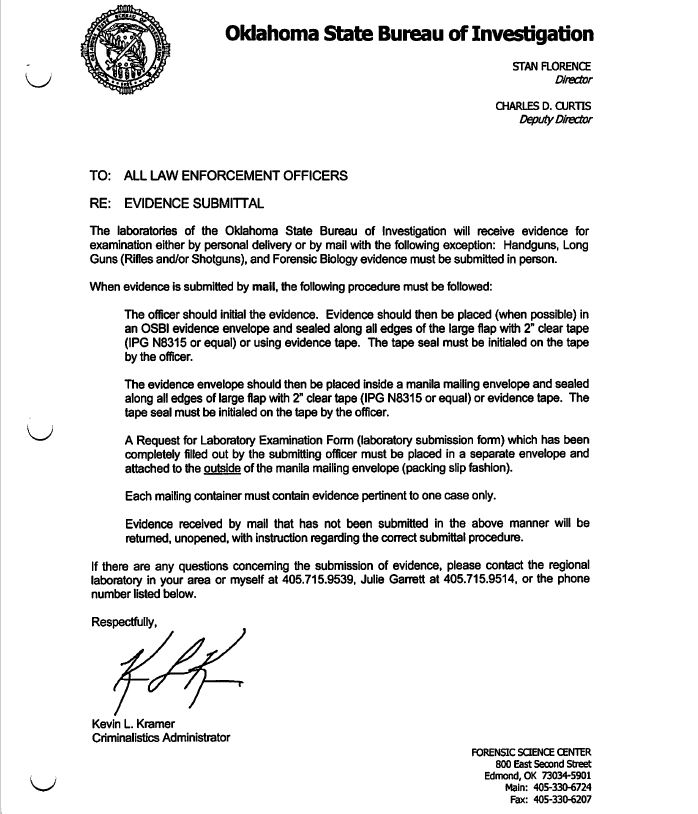 Oklahoma State Bureau of Investigation
STAN FLORENCE
Director
CHARLES D. CURTIS
Deputy Director
TO: ALL LAW ENFORCEMENT OFFICERS
RE: EVIDENCE SUBMITTAL
The laboratories of the Oklahoma State Bureau of Investigation will receive evidence for
examination either by personal delivery or by mail with the following exception: Handguns, Long
Guns (Rifles and/or Shotguns), and Forensic Biology evidence must be submitted in person.
When evidence is submitted by mail, the following procedure must be followed:
The officer should initial the evidence. Evidence should then be placed (when possible) in
an OSBI evidence envelope and sealed along all edges of the large flap with 2" clear tape
(IPG N8315 or equal) or using evidence tape. The tape seal must be initialed on the tape
by the officer.
The evidence envelope should then be placed inside a manila mailing envelope and sealed
along all edges of large flap with 2" clear tape (IPG N8315 or equal) or evidence tape. The
tape seal must be initialed on the tape by the officer.
A Request for Laboratory Examination Form (laboratory submission form) which has been
completely filled out by the submitting officer must be placed in a separate envelope and
attached to the outside of the manila mailing envelope (packing slip fashion).
Each mailing container must contain evidence pertinent to one case only.
Evidence received by mail that has not been submitted in the above manner will be
returned, unopened, with instruction regarding the correct submittal procedure.
If there are any questions concerning the submission of evidence, please contact the regional
laboratory in your area or myself at 405.715.9539, Julie Garrett at 405.715.9514, or the phone
number listed below.
Respectfully,
KLK
Kevin L. Kramer
Criminalistics Administrator
FORENSIC SCIENCE CENTER
800 East Second Street
Edmond, OK 73034-5901
Main: 405-330-6724
Fax: 405-330-6207